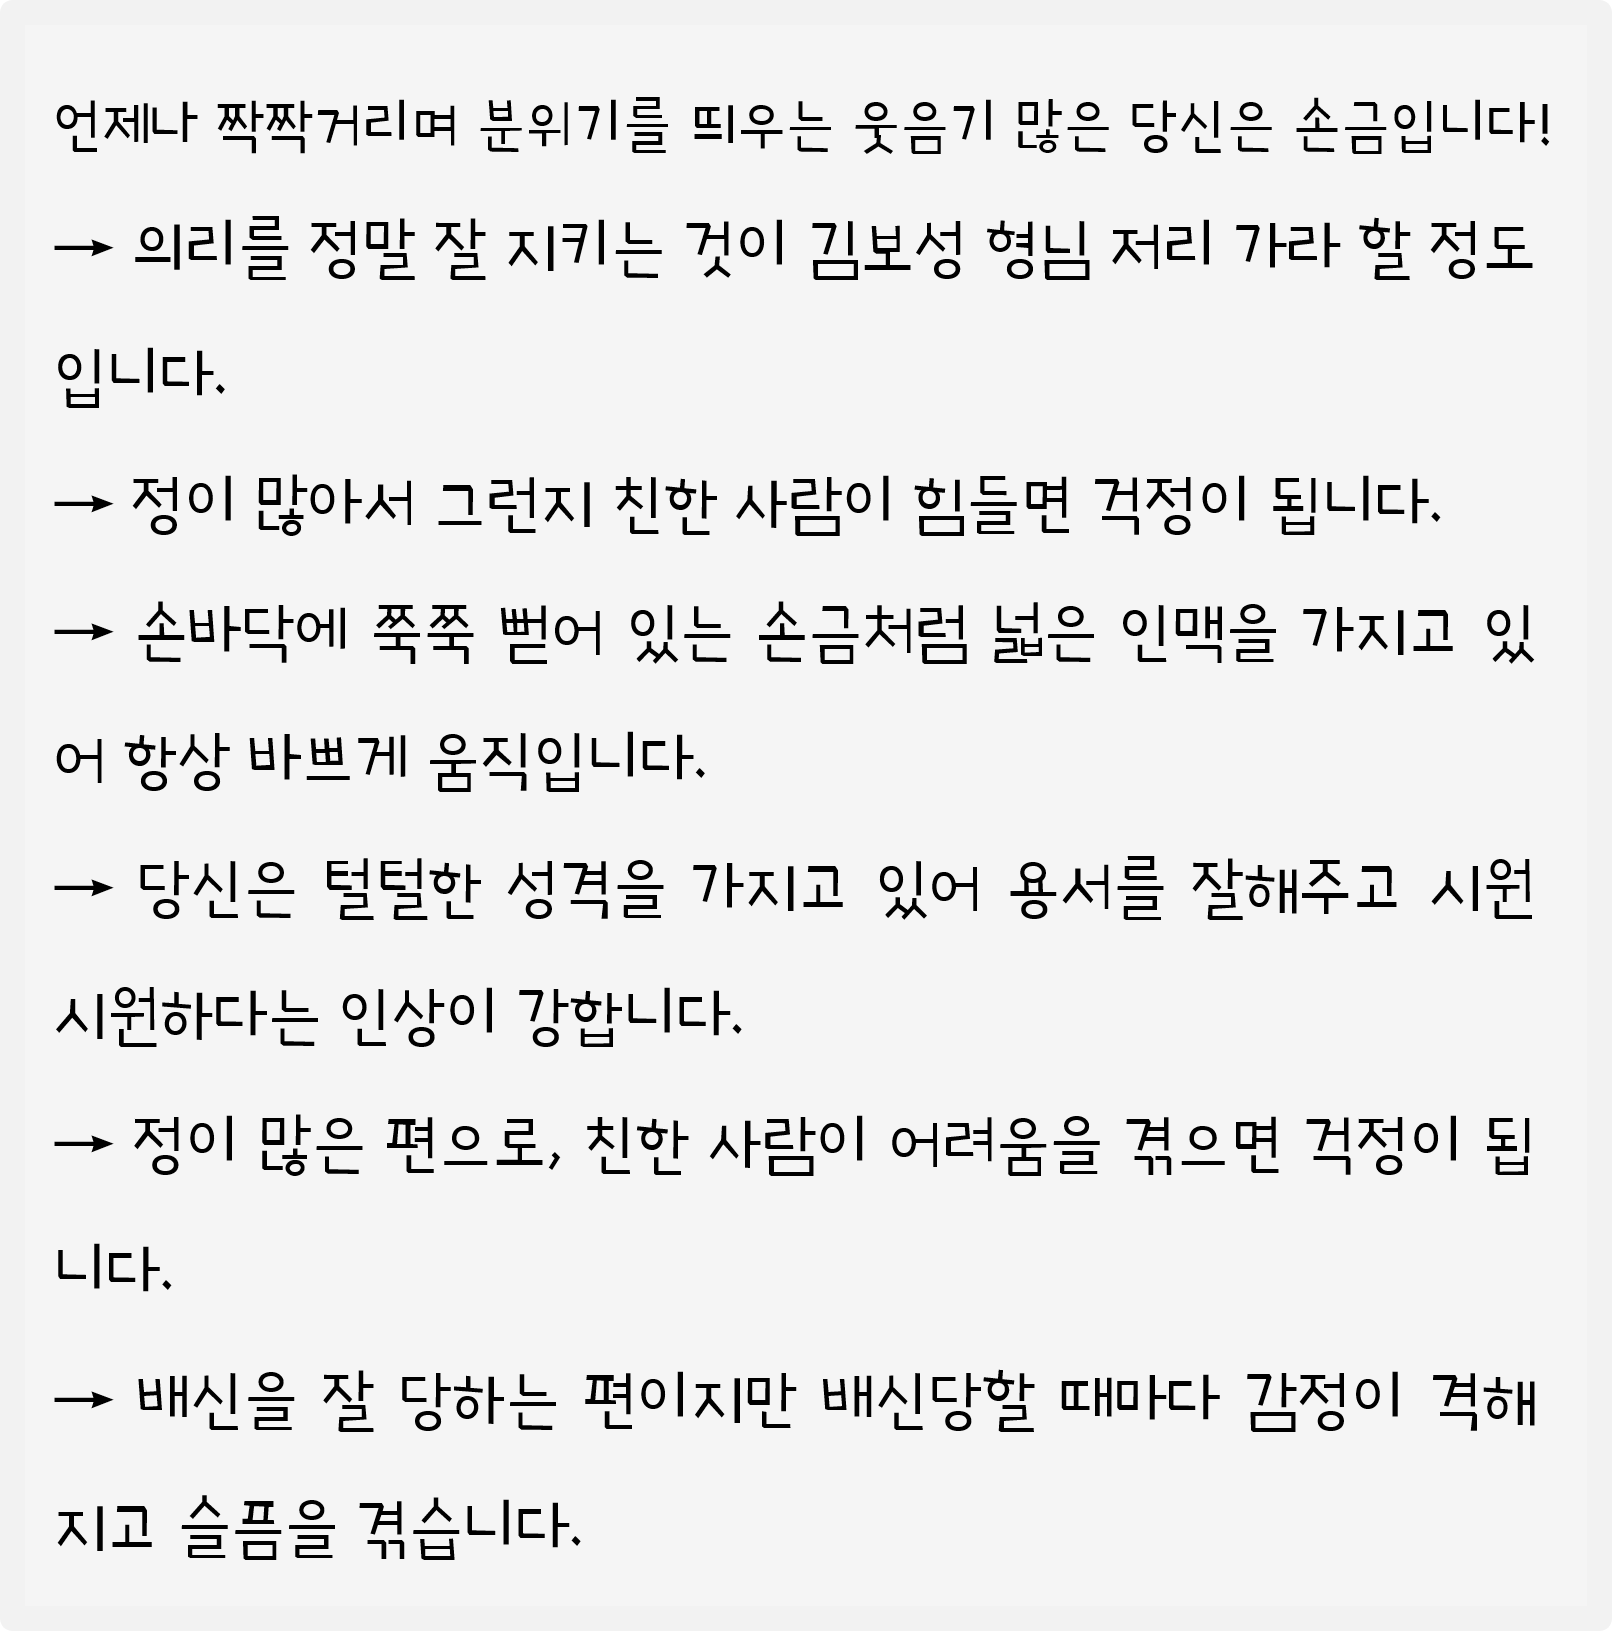 언제나 짝짝거리며 분위기를 띄우는 웃음기 많은 당신은 손금입니다!
→ 의리를 정말 잘 지키는 것이 김보성 형님 저리 가라 할 정도
입니다.
→ 정이 많아서 그런지 친한 사람이 힘들면 걱정이 됩니다.
→ 손바닥에 쭉쭉 뻗어 있는 손금처럼 넓은 인맥을 가지고 있
어 항상 바쁘게 움직입니다.
→ 당신은 털털한 성격을 가지고 있어 용서를 잘해주고 시원
시원하다는 인상이 강합니다.
→ 정이 많은 편으로, 친한 사람이 어려움을 겪으면 걱정이 됩
니다.
→ 배신을 잘 당하는 편이지만 배신당할 때마다 감정이 격해
지고 슬픔을 겪습니다.